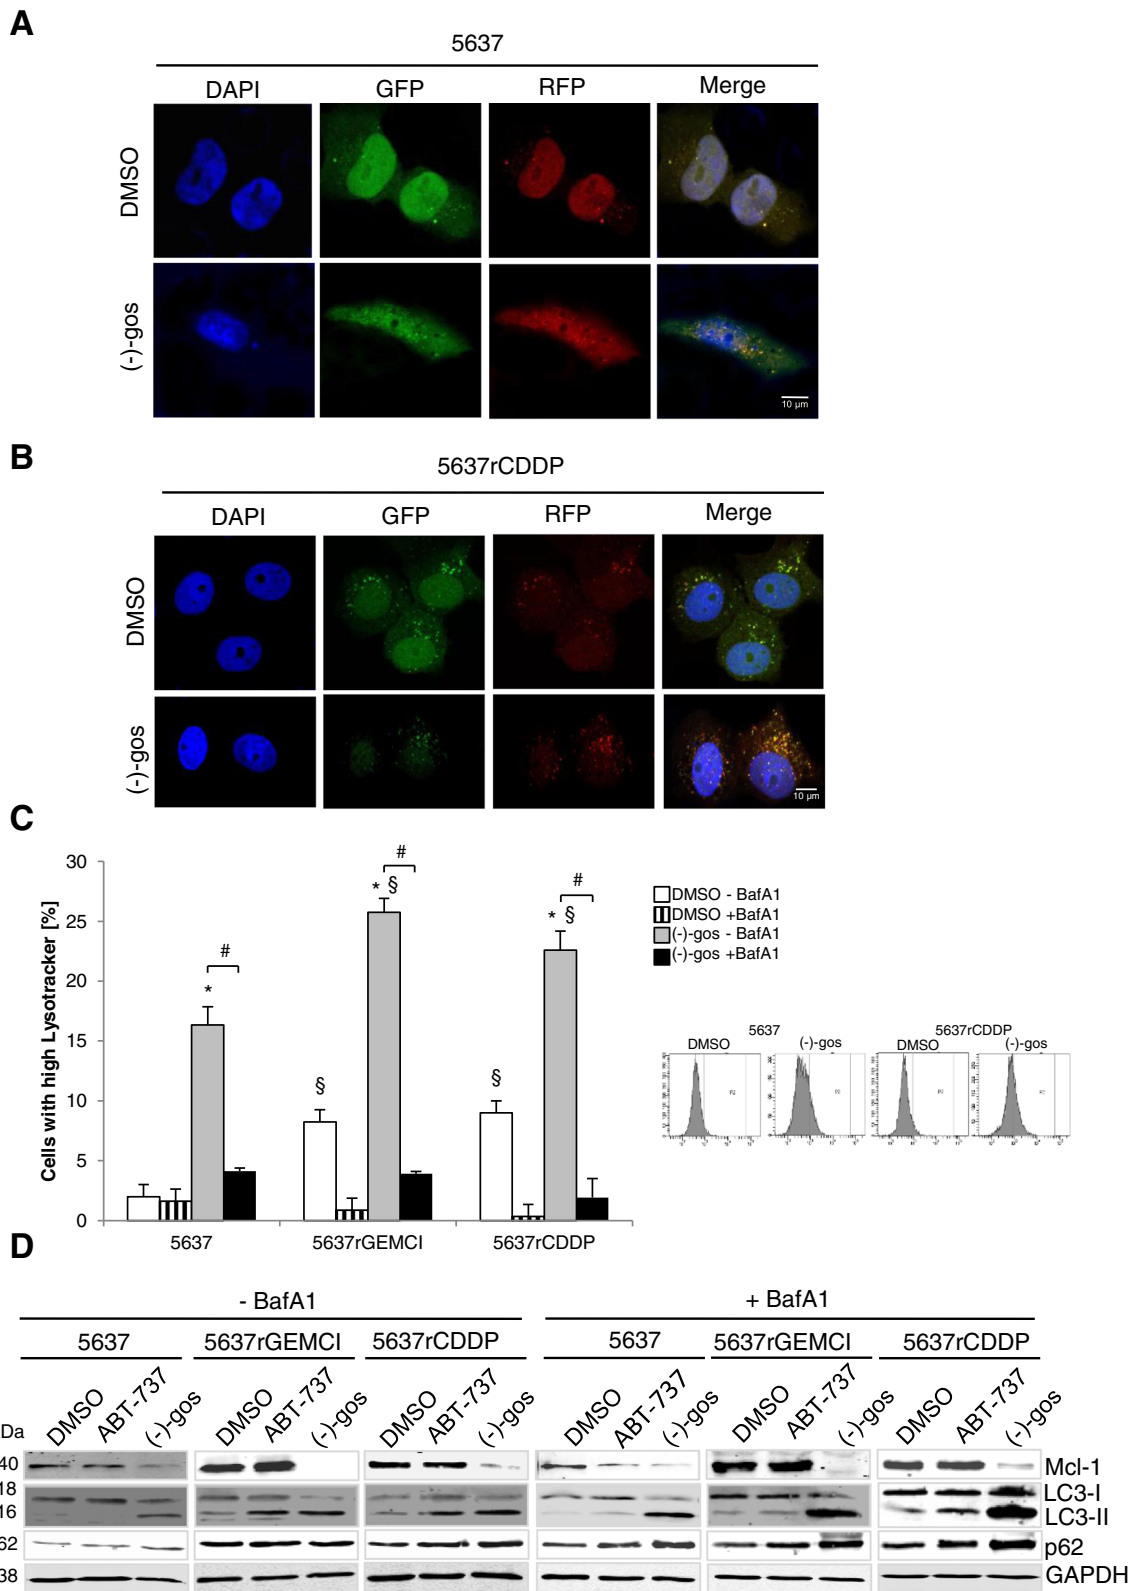 A
5637
DAPI GFP RFP Merge
DMSO
(-)-gos
10 µm
B
5637rCDDP
DAPI GFP RFP Merge
DMSO
(-)-gos
10 µm
C
Cells with high Lysotracker [%]
30
25
20
15
10
5
0
*
#
§
* §
#
§
* §
#
5637 5637rGEMCI 5637rCDDP
DMSO - BafA1
DMSO +BafA1
(-)-gos - BafA1
(-)-gos +BafA1
5637 5637rCDDP
DMSO (-)-gos DMSO (-)-gos
D
- BafA1 + BafA1
5637 5637rGEMCI 5637rCDDP 5637 5637rGEMCI 5637rCDDP
DMSO ABT-737 (-)-gos DMSO ABT-737 (-)-gos DMSO ABT-737 (-)-gos DMSO ABT-737 (-)-gos DMSO ABT-737 (-)-gos DMSO ABT-737 (-)-gos
Da
40 Mcl-1
18 LC3-I
16 LC3-II
62 p62
38 GAPDH